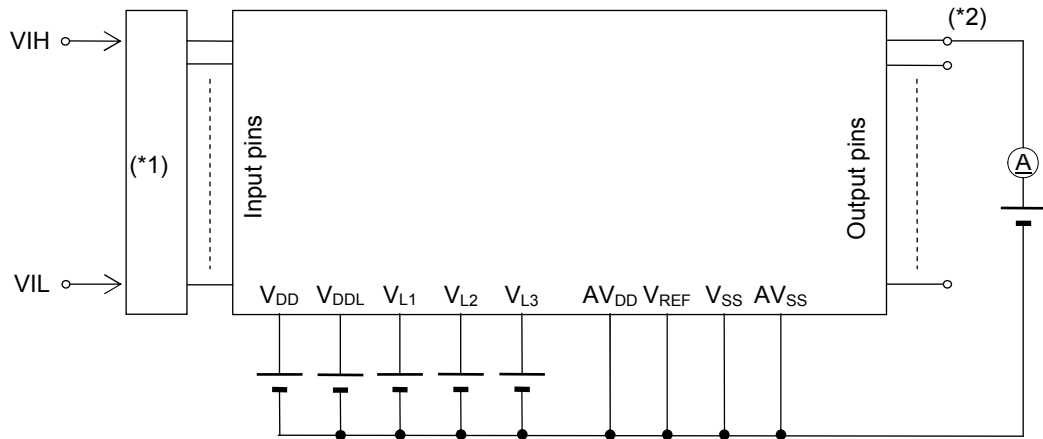 VIH
(*2)
(*1)
Input pins
Output pins
A
VIL
VDD VDDL VL1 VL2 VL3 AVDD VREF VSS AVSS